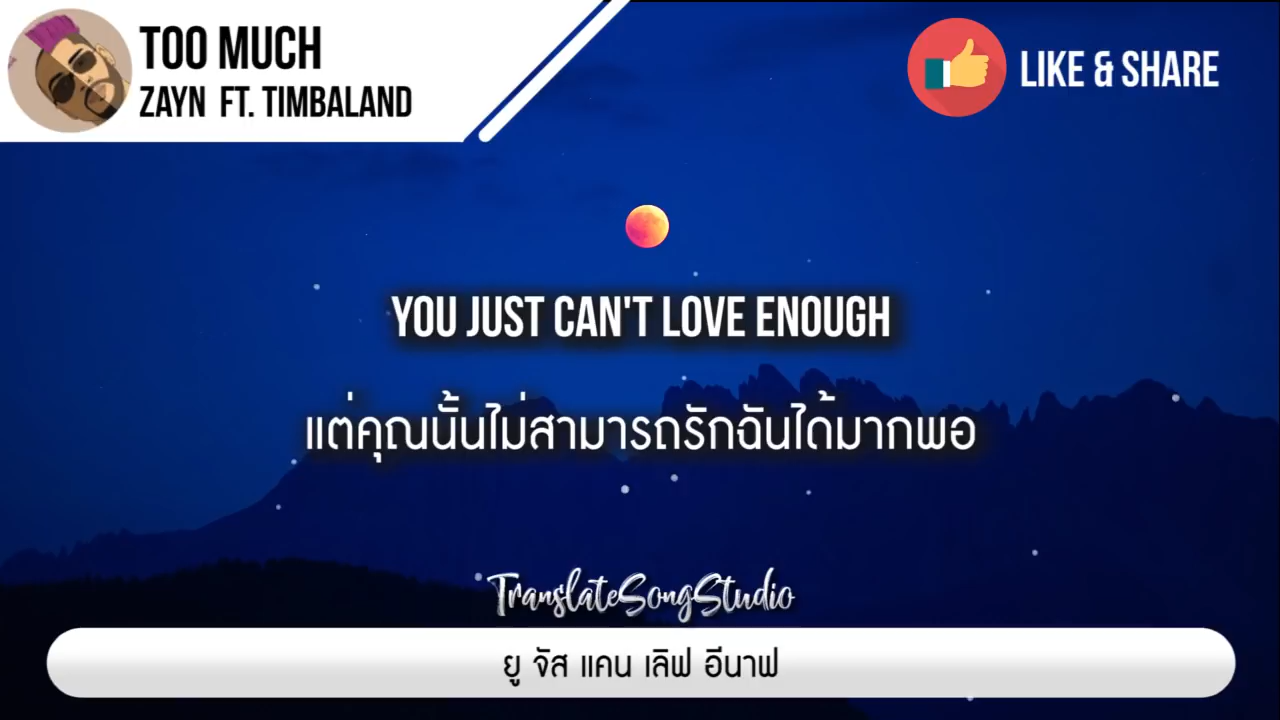 TOO MUCH
ZAYN FT. TIMBALAND
LIKE & SHARE
YOU JUST CAN'T LOVE ENOUGH
แต่คุณนั้นไม่สามารถรักฉันได้มากพอ
TranslateSongStudio
ยู จัส แคน เลิฟ อีนาฟ